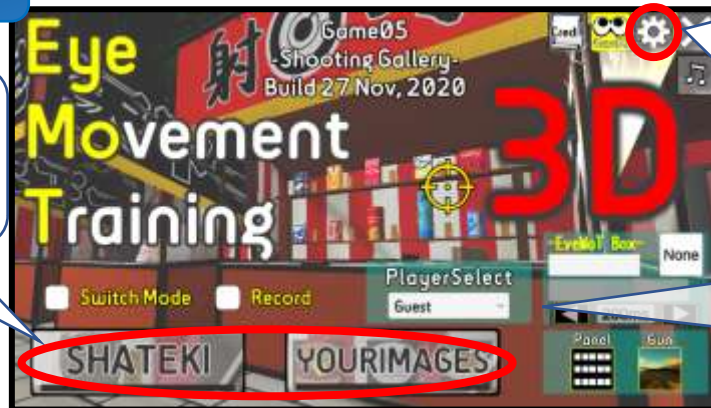 Eye
Movement
Training
3D
Game05
-Shooting Gallery-
Build 27 Nov, 2020
射
Switch Mode
Record
PlayerSelect
Guest
-EyeMoT Box-
None
200ms
SHATEKI
YOURIMAGES
Panel
Gun